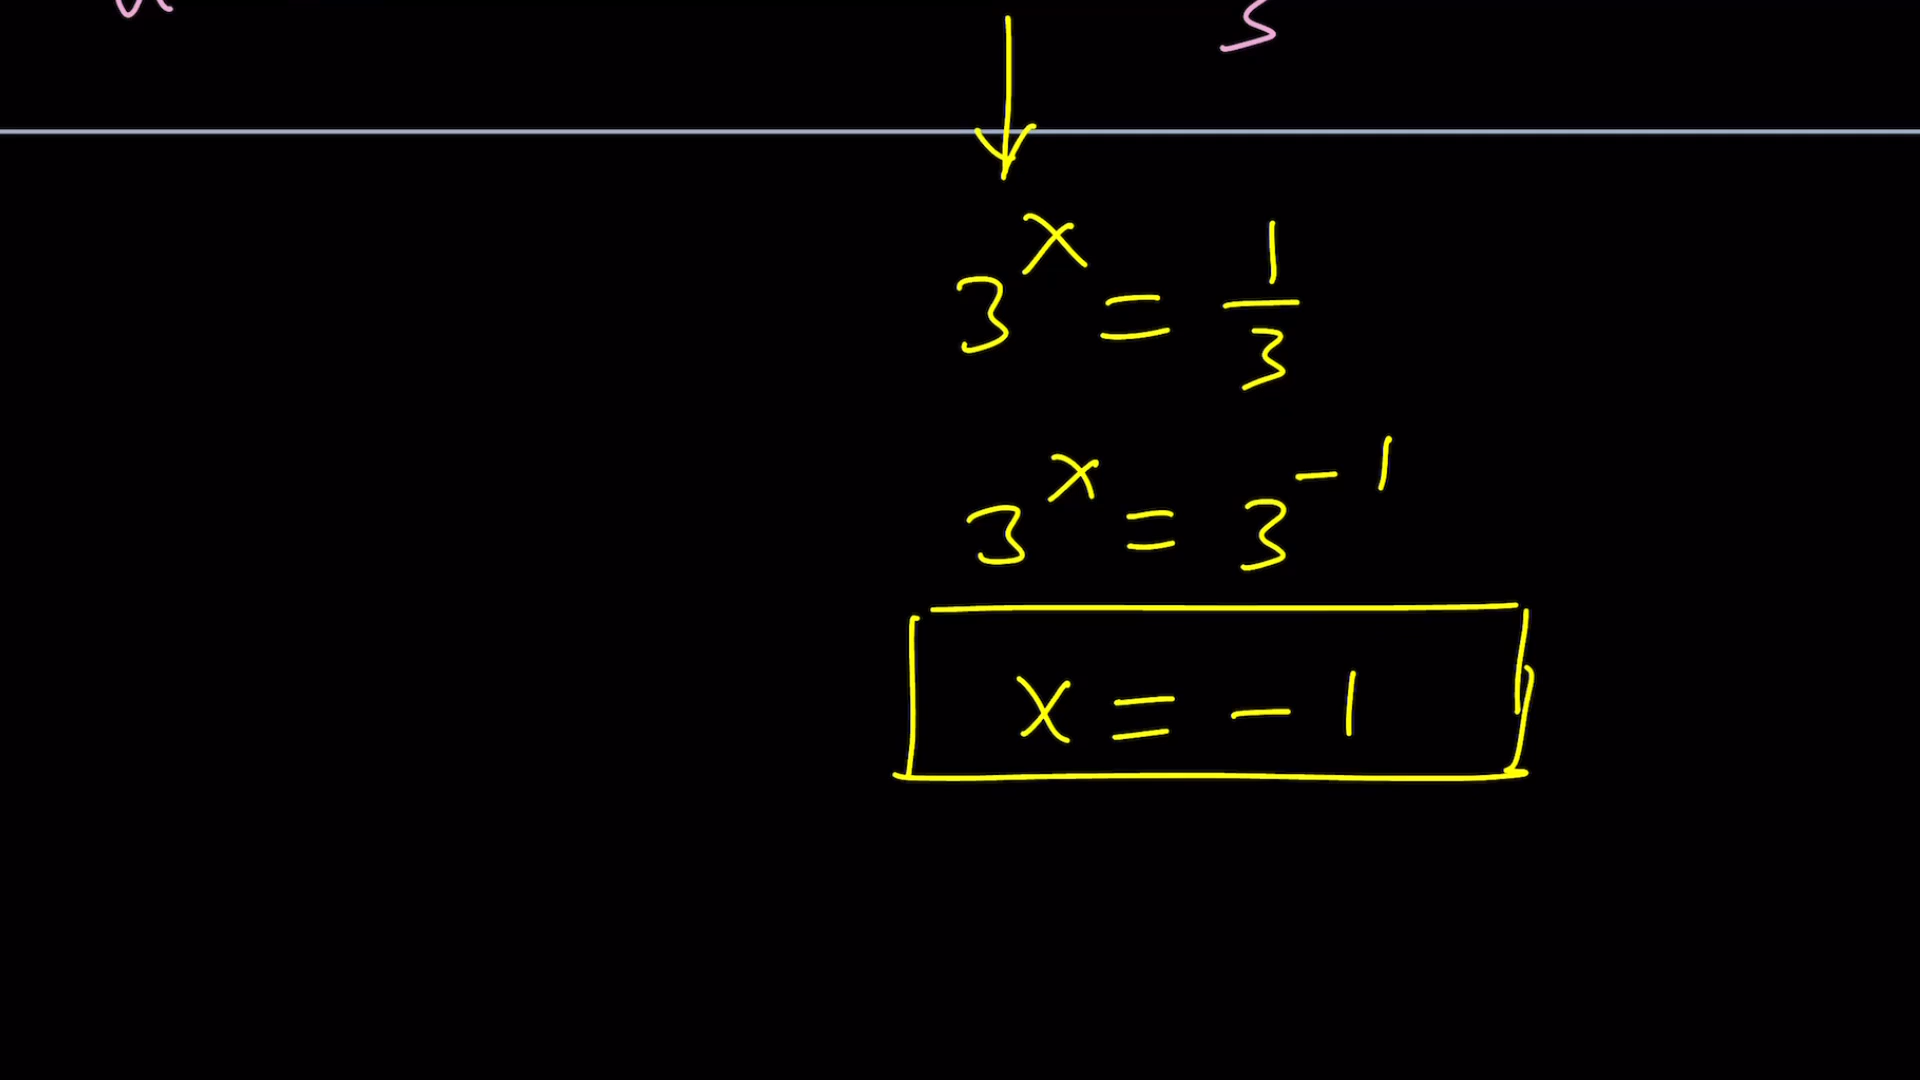 3^x = 1/3
3^x = 3^-1
x = -1